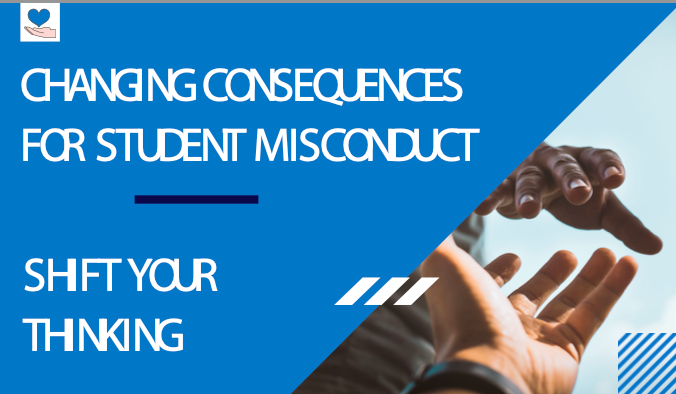 CHANGING CONSEQUENCES
FOR STUDENT MISCONDUCT
SHIFT YOUR
THINKING